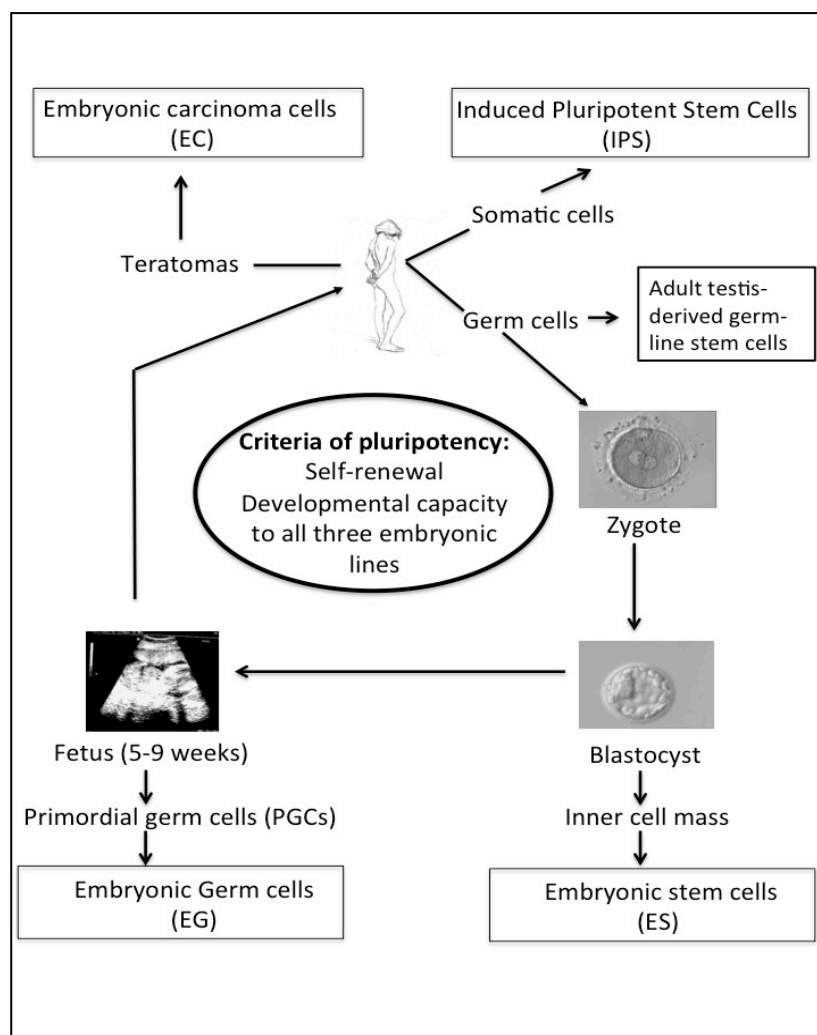 Embryonic carcinoma cells
(EC)
Induced Pluripotent Stem Cells
(IPS)
Somatic cells
Teratomas
Germ cells
Adult testis-
derived germ-
line stem cells
Criteria of pluripotency:
Self-renewal
Developmental capacity
to all three embryonic
lines
Zygote
Fetus (5-9 weeks)
Blastocyst
Primordial germ cells (PGCs)
Inner cell mass
Embryonic Germ cells
(EG)
Embryonic stem cells
(ES)